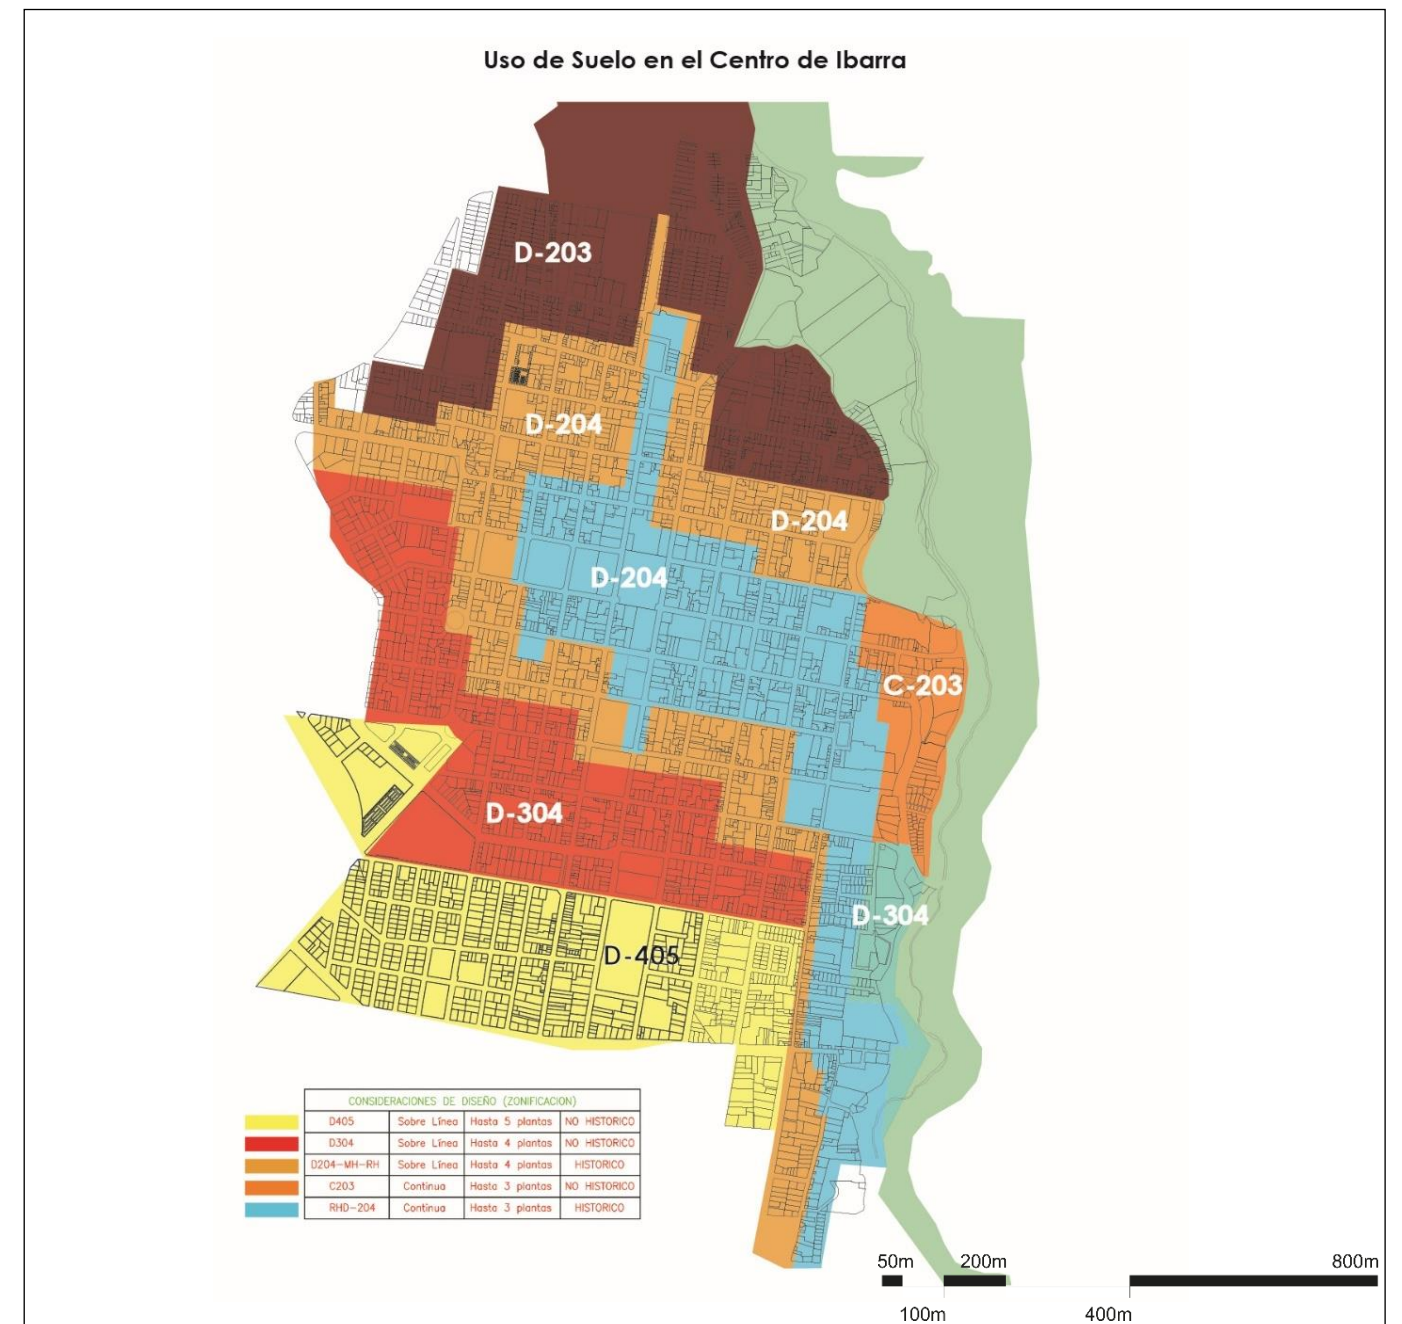 Uso de Suelo en el Centro de Ibarra
D-203
D-204
D-204
D-204
C-203
D-304
D-304
D-405
CONSIDERACIONES DE DISEÑO (ZONIFICACION)
D405 Sobre Línea Hasta 5 plantas NO HISTORICO
D304 Sobre Línea Hasta 4 plantas NO HISTORICO
D204-MH-RH Sobre Línea Hasta 4 plantas HISTORICO
C203 Continua Hasta 3 plantas NO HISTORICO
RHD-204 Continua Hasta 3 plantas HISTORICO
50m 200m 800m
100m 400m